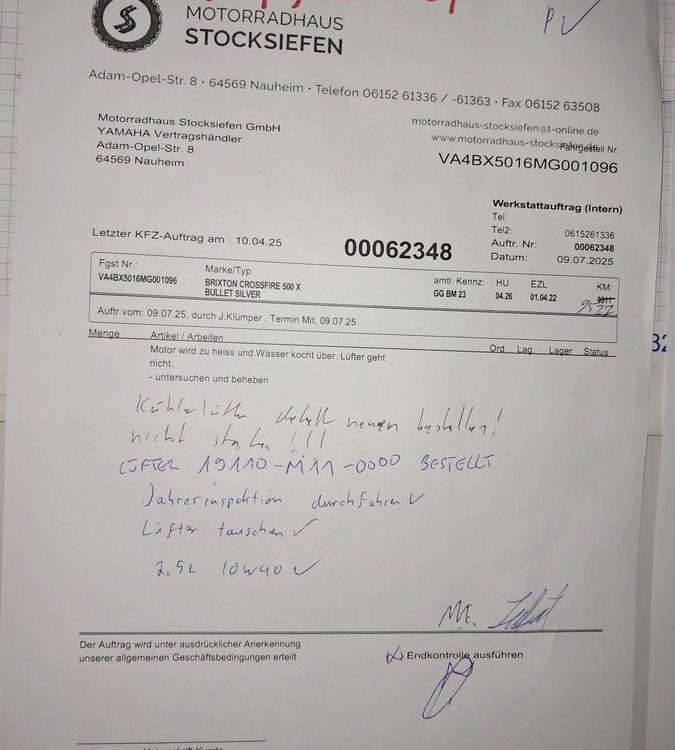 MOTORRADHAUS
STOCKSIEFEN
PV
Adam-Opel-Str. 8 • 64569 Nauheim • Telefon 06152 61336 / -61363 • Fax 06152 63508
Motorradhaus Stocksiefen GmbH
YAMAHA Vertragshändler
Adam-Opel-Str. 8
64569 Nauheim
motorradhaus-stocksiefen@t-online.de
www.motorradhaus-stocksiefen.de
Fahrgestell Nr.
VA4BX5016MG001096
Werkstattauftrag (Intern)
Tel:
Tel2: 0615261336
Auftr. Nr: 00062348
Datum: 09.07.2025
Letzter KFZ-Auftrag am : 10.04.25
00062348
Fgst Nr.: Marke/Typ amtl. Kennz: HU EZL KM:
VA4BX5016MG001096 BRIXTON CROSSFIRE 500 X GG BM 23 04.26 01.04.22 9311
BULLET SILVER 9522
Auftr.vom: 09.07.25, durch J.Klümper , Termin Mit, 09.07.25
Menge Artikel / Arbeiten Ord. Lag. Lager Status
Motor wird zu heiss und Wasser kocht über. Lüfter geht
nicht.
- untersuchen und beheben
Kühlerlüfter defekt neuen bestellen!
nicht starten !!!
LÜFTER 19110-M11-0000 BESTELLT
Jahresinspektion durchführen ✓
Lüfter tauschen ✓
2,5L 10W40 ✓
Der Auftrag wird unter ausdrücklicher Anerkennung
unserer allgemeinen Geschäftsbedingungen erteilt.
Endkontrolle ausführen
Unterschrift Kunde